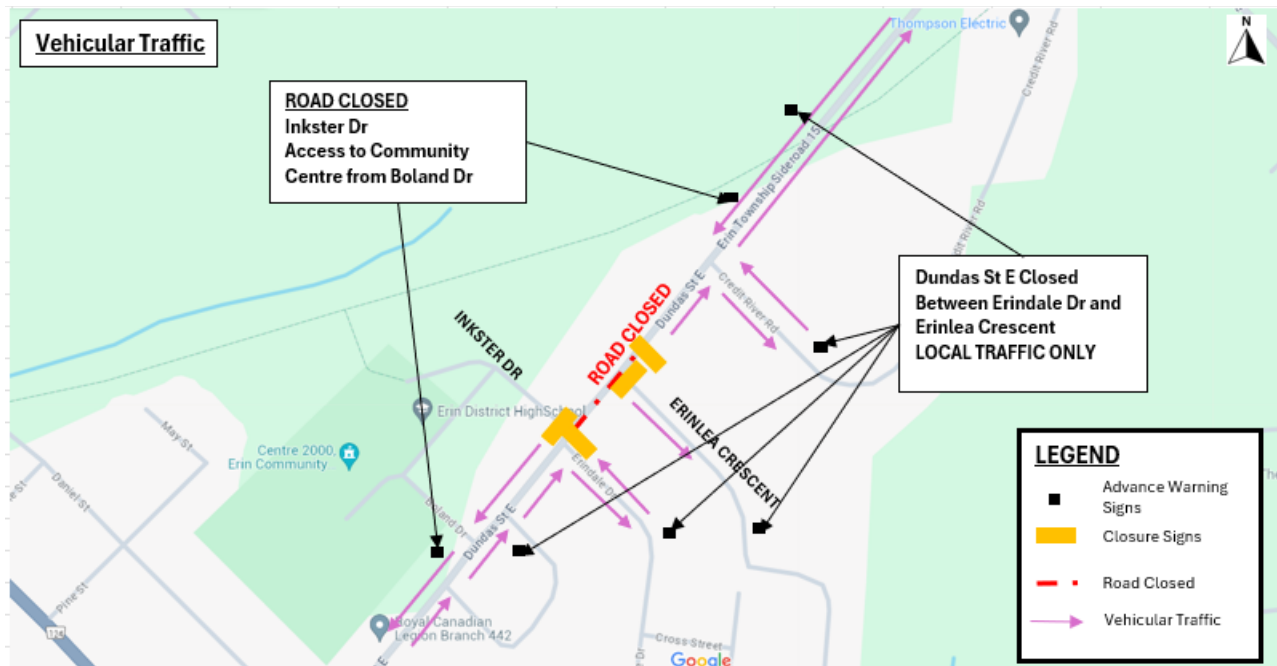 Vehicular Traffic
Thompson Electric
N
ROAD CLOSED
Inkster Dr
Access to Community
Centre from Boland Dr
Erin Township Sideroad 15
Credit River Rd
Credit River Rd
Dundas St E
Credit River Rd
Dundas St E Closed
Between Erindale Dr and
Erinlea Crescent
LOCAL TRAFFIC ONLY
ROAD CLOSED
INKSTER DR
Erin District HighSchool
ERINLEA CRESCENT
Centre 2000,
Erin Community
May St
Daniel St
Erindale Dr
Boland Dr
Dundas St E
Pine St
124
Royal Canadian
Legion Branch 442
Cross Street
Google
LEGEND
Advance Warning
Signs
Closure Signs
Road Closed
Vehicular Traffic